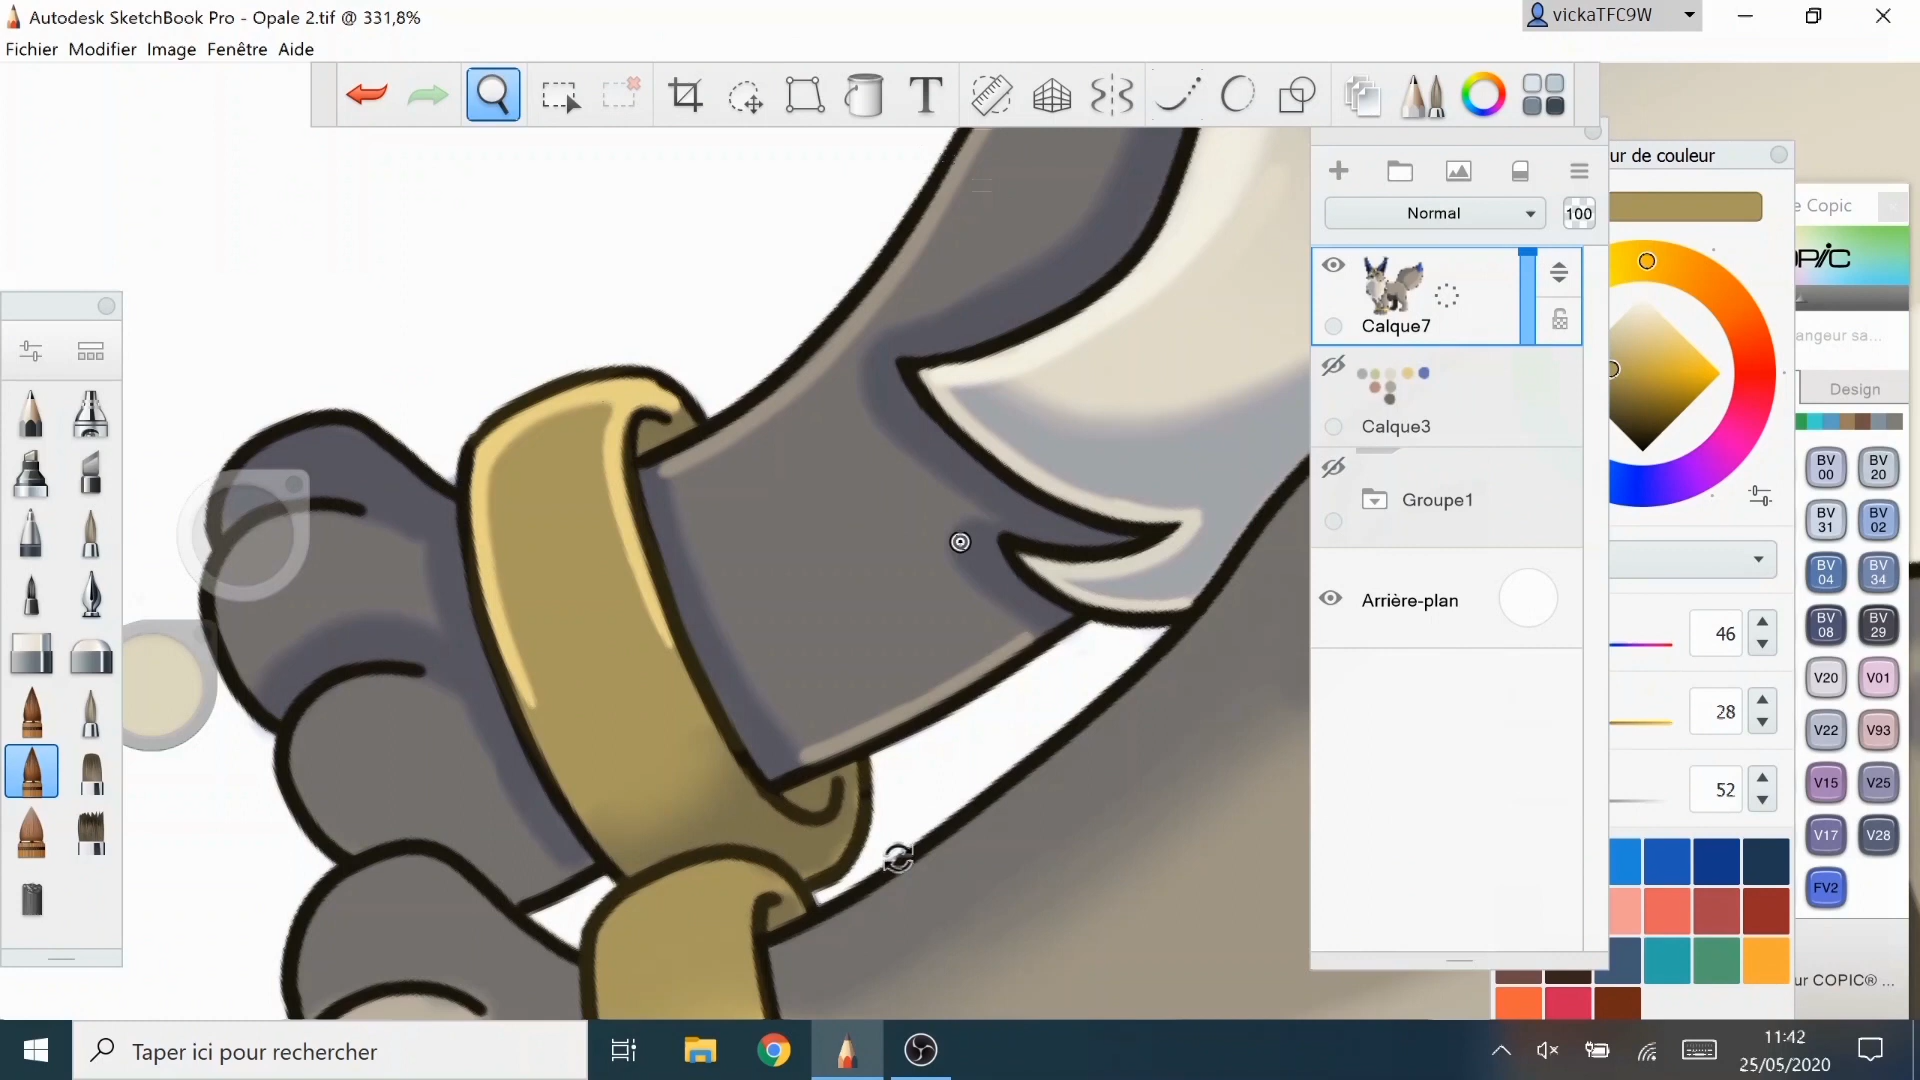 Autodesk SketchBook Pro - Opale 2.tif @ 331,8%
vickaTFC9W
Fichier Modifier Image Fenêtre Aide
T
ur de couleur
Normal
100
e Copic
OPIC
Calque7
angeur sa...
Design
Calque3
BV 00
BV 20
Groupe1
BV 31
BV 02
BV 04
BV 34
Arrière-plan
46
BV 08
BV 29
V20
V01
28
V22
V93
52
V15
V25
V17
V28
FV2
ur COPIC® ...
Taper ici pour rechercher
11:42
25/05/2020